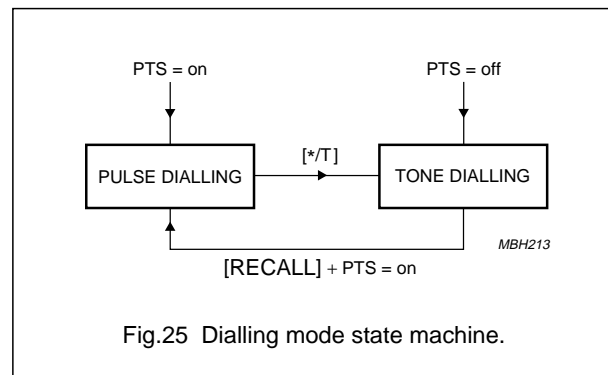 PTS = on
PTS = off
[*/T]
PULSE DIALLING
TONE DIALLING
MBH213
[RECALL] + PTS = on
Fig.25 Dialling mode state machine.